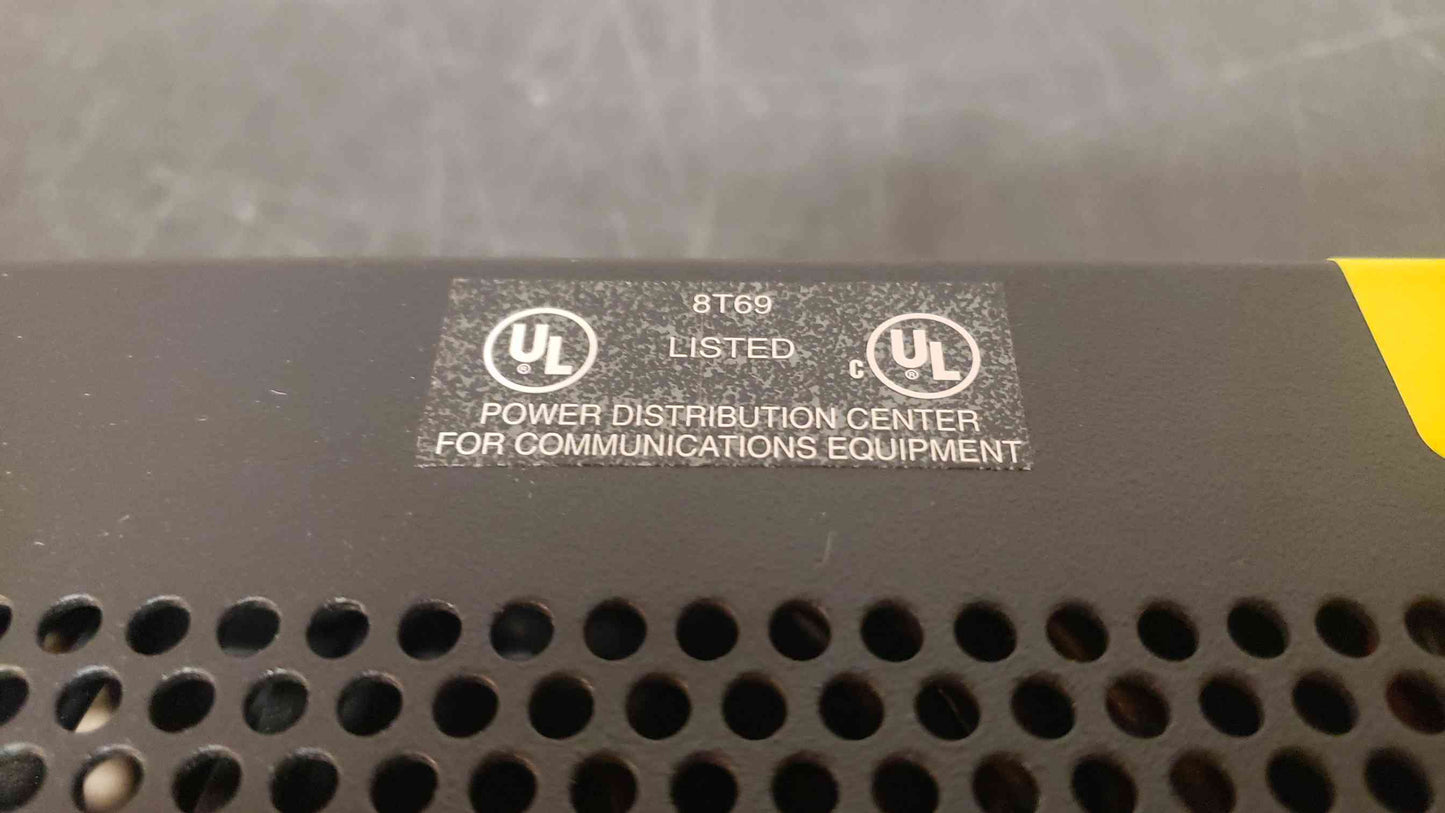 8T69
UL ® LISTED C UL ®
POWER DISTRIBUTION CENTER
FOR COMMUNICATIONS EQUIPMENT